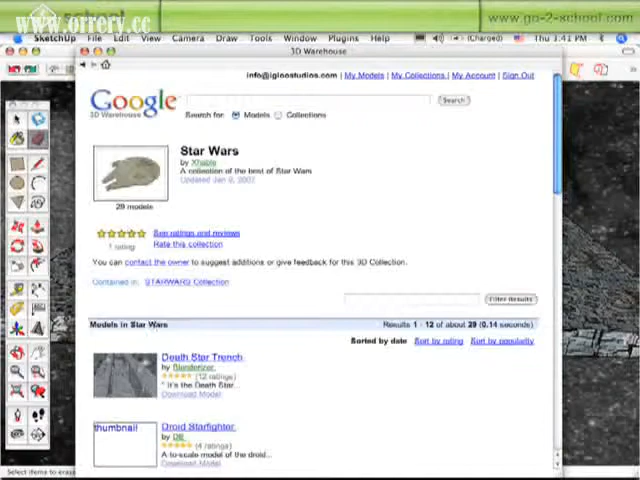 www.orrery.cc
www.go-2-school.com
SketchUp File Edit View Camera Draw Tools Window Plugins Help (Charged) Thu 3:41 PM
3D Warehouse
info@igloostudios.com | My Models | My Collections | My Account | Sign Out
Google
3D Warehouse
Search
Search for: Models Collections
Star Wars
by Xhable
A collection of the best of Star Wars
Updated Jan 9, 2007
29 models
See ratings and reviews
1 rating
Rate this collection
You can contact the owner to suggest additions or give feedback for this 3D Collection.
Contained in: STARWARS Collection
Filter Results
Models in Star Wars
Results 1 - 12 of about 29 (0.14 seconds)
Sorted by date Sort by rating Sort by popularity
Death Star Trench
by Blenderizer
(12 ratings)
" It's the Death Star...
Download Model
thumbnail
Droid Starfighter
by DB
(4 ratings)
A to-scale model of the droid...
Download Model
Select items to eras